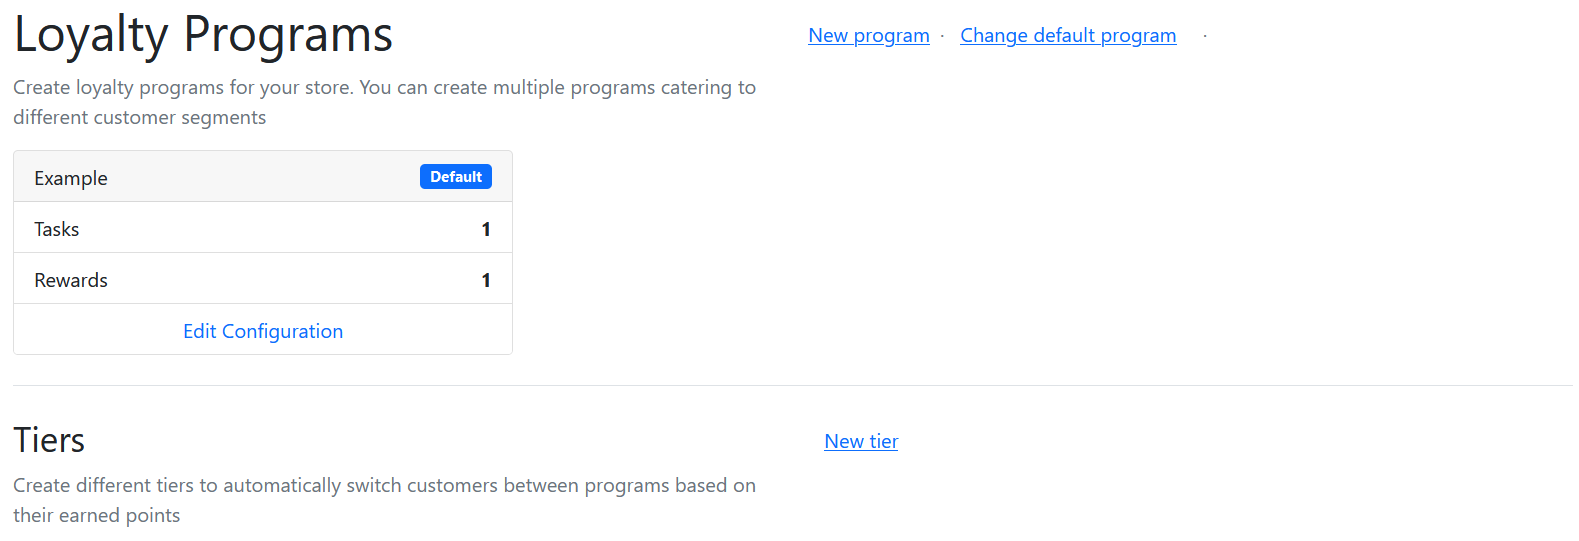 Loyalty Programs
New program · Change default program ·
Create loyalty programs for your store. You can create multiple programs catering to
different customer segments
Example Default
Tasks 1
Rewards 1
Edit Configuration
Tiers
New tier
Create different tiers to automatically switch customers between programs based on
their earned points